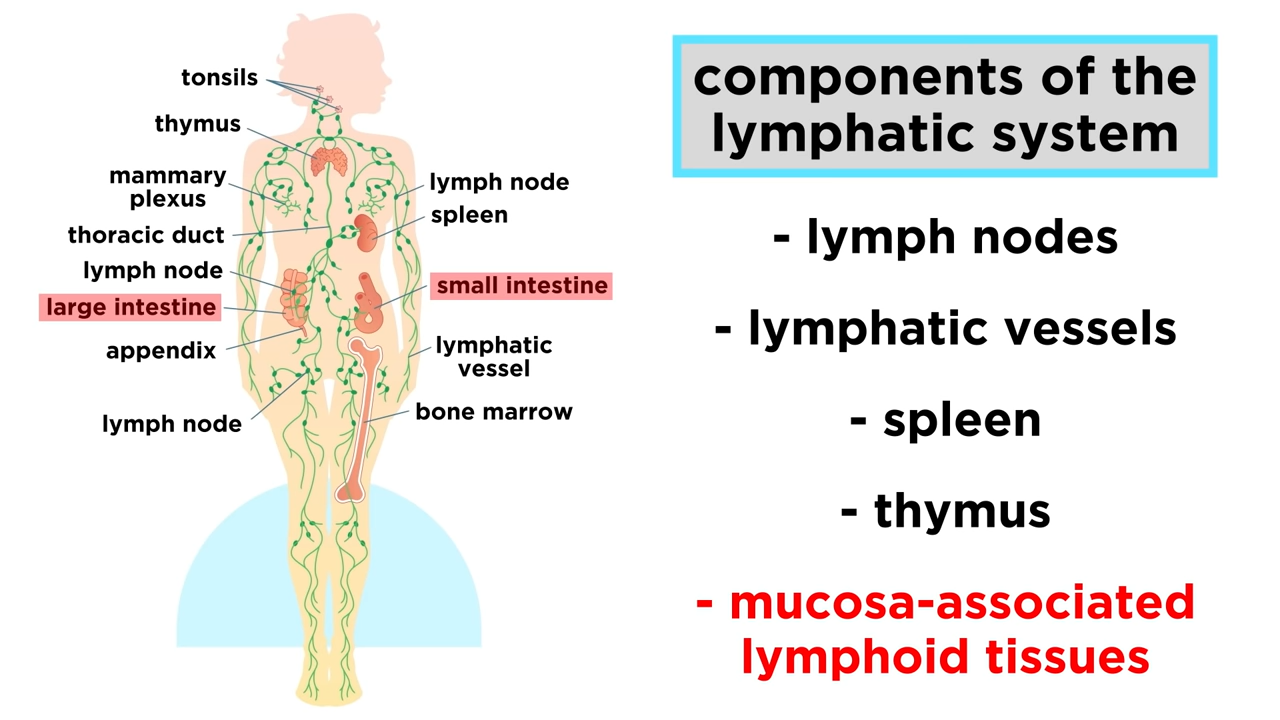 tonsils
thymus
mammary
plexus
thoracic duct
lymph node
large intestine
appendix
lymph node
lymph node
spleen
small intestine
lymphatic
vessel
bone marrow
components of the
lymphatic system
- lymph nodes
- lymphatic vessels
- spleen
- thymus
- mucosa-associated
lymphoid tissues